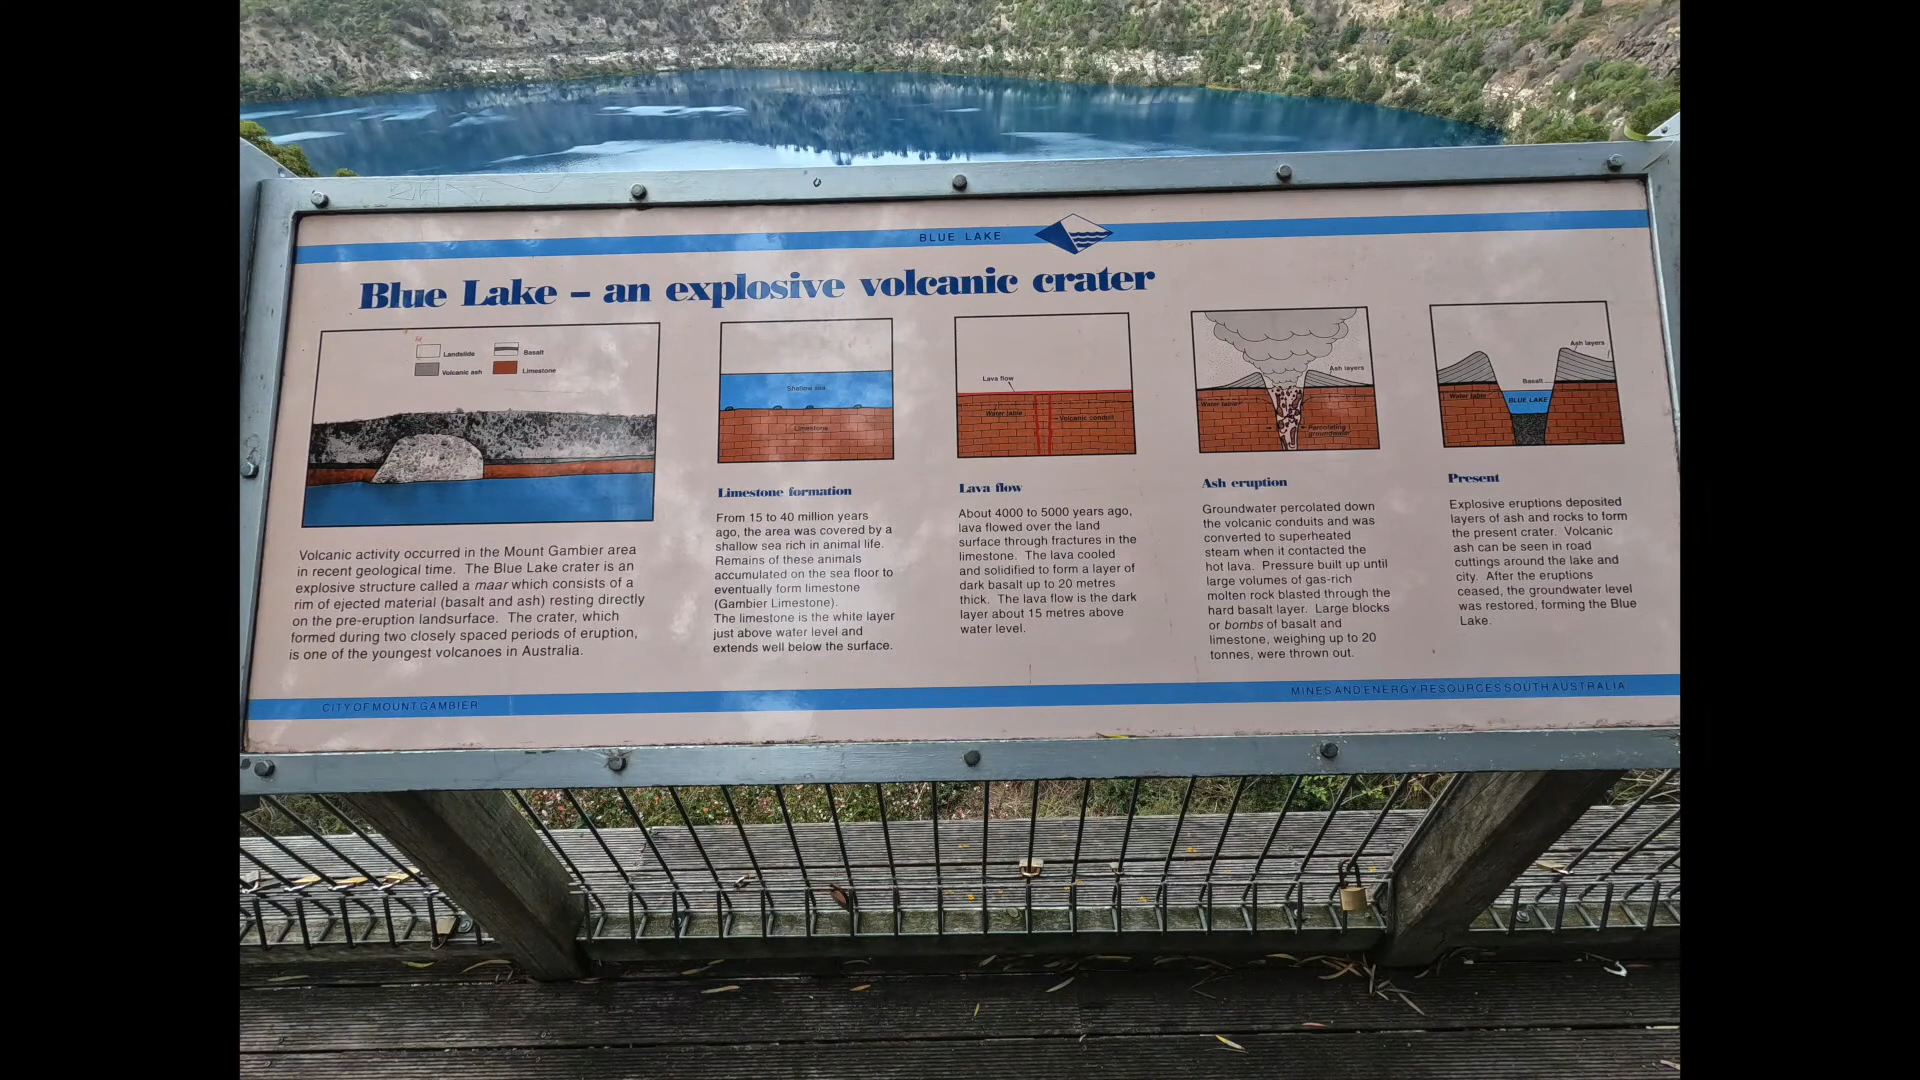 BLUE LAKE
Blue Lake – an explosive volcanic crater
Landslide
Basalt
Volcanic ash
Limestone
Volcanic activity occurred in the Mount Gambier area
in recent geological time. The Blue Lake crater is an
explosive structure called a maar which consists of a
rim of ejected material (basalt and ash) resting directly
on the pre-eruption landsurface. The crater, which
formed during two closely spaced periods of eruption,
is one of the youngest volcanoes in Australia.
Shallow sea
Limestone
Limestone formation
From 15 to 40 million years
ago, the area was covered by a
shallow sea rich in animal life.
Remains of these animals
accumulated on the sea floor to
eventually form limestone
(Gambier Limestone).
The limestone is the white layer
just above water level and
extends well below the surface.
Lava flow
Water table
Volcanic conduit
Lava flow
About 4000 to 5000 years ago,
lava flowed over the land
surface through fractures in the
limestone. The lava cooled
and solidified to form a layer of
dark basalt up to 20 metres
thick. The lava flow is the dark
layer about 15 metres above
water level.
Ash layers
Water table
Percolating
groundwater
Ash eruption
Groundwater percolated down
the volcanic conduits and was
converted to superheated
steam when it contacted the
hot lava. Pressure built up until
large volumes of gas-rich
molten rock blasted through the
hard basalt layer. Large blocks
or bombs of basalt and
limestone, weighing up to 20
tonnes, were thrown out.
Ash layers
Basalt
Water table
BLUE LAKE
Present
Explosive eruptions deposited
layers of ash and rocks to form
the present crater. Volcanic
ash can be seen in road
cuttings around the lake and
city. After the eruptions
ceased, the groundwater level
was restored, forming the Blue
Lake.
CITY OF MOUNT GAMBIER
MINES AND ENERGY RESOURCES SOUTH AUSTRALIA